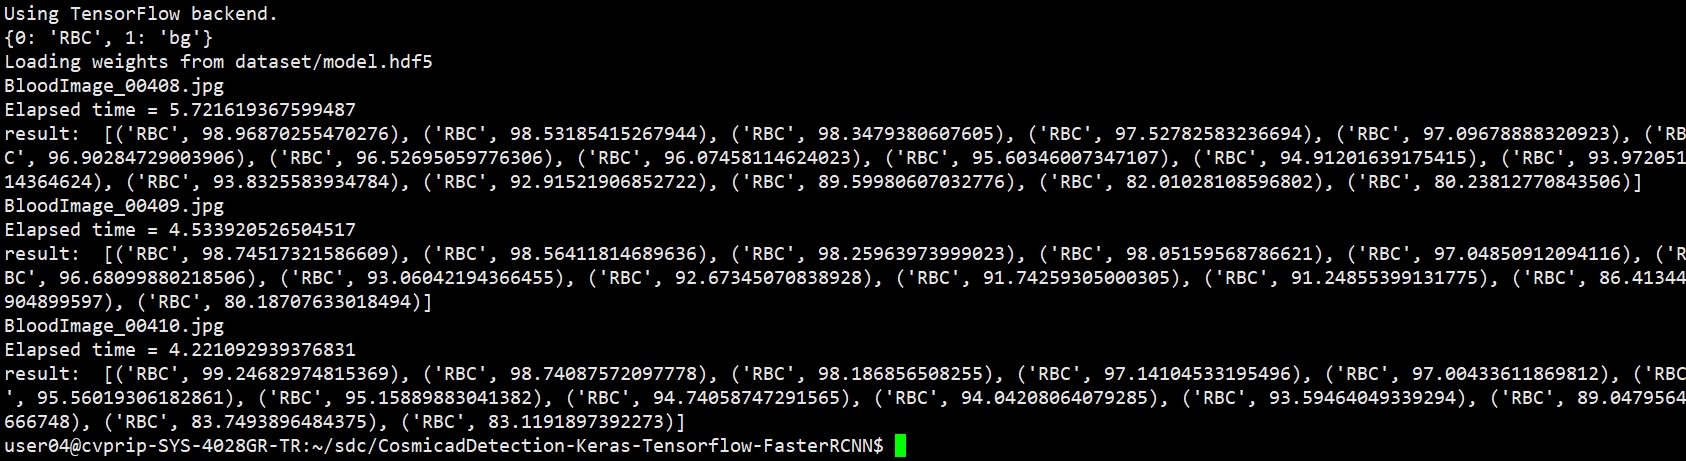 Using TensorFlow backend.
{0: 'RBC', 1: 'bg'}
Loading weights from dataset/model.hdf5
BloodImage_00408.jpg
Elapsed time = 5.721619367599487
result:  [('RBC', 98.96870255470276), ('RBC', 98.53185415267944), ('RBC', 98.3479380607605), ('RBC', 97.52782583236694), ('RBC', 97.09678888320923), ('RB
C', 96.90284729003906), ('RBC', 96.52695059776306), ('RBC', 96.07458114624023), ('RBC', 95.60346007347107), ('RBC', 94.91201639175415), ('RBC', 93.972051
14364624), ('RBC', 93.8325583934784), ('RBC', 92.91521906852722), ('RBC', 89.59980607032776), ('RBC', 82.01028108596802), ('RBC', 80.23812770843506)]
BloodImage_00409.jpg
Elapsed time = 4.533920526504517
result:  [('RBC', 98.74517321586609), ('RBC', 98.56411814689636), ('RBC', 98.25963973999023), ('RBC', 98.05159568786621), ('RBC', 97.04850912094116), ('R
BC', 96.68099880218506), ('RBC', 93.06042194366455), ('RBC', 92.67345070838928), ('RBC', 91.74259305000305), ('RBC', 91.24855399131775), ('RBC', 86.41344
904899597), ('RBC', 80.18707633018494)]
BloodImage_00410.jpg
Elapsed time = 4.221092939376831
result:  [('RBC', 99.24682974815369), ('RBC', 98.74087572097778), ('RBC', 98.186856508255), ('RBC', 97.14104533195496), ('RBC', 97.00433611869812), ('RBC
', 95.56019306182861), ('RBC', 95.15889883041382), ('RBC', 94.74058747291565), ('RBC', 94.04208064079285), ('RBC', 93.59464049339294), ('RBC', 89.0479564
666748), ('RBC', 83.7493896484375), ('RBC', 83.1191897392273)]
user04@cvprip-SYS-4028GR-TR:~/sdc/CosmicadDetection-Keras-Tensorflow-FasterRCNN$